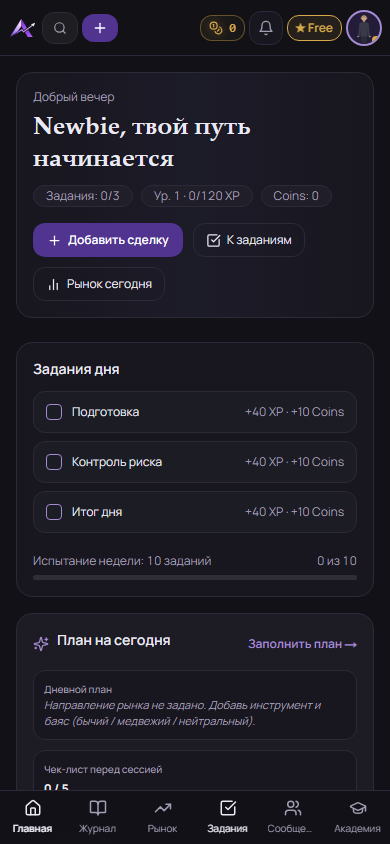 0
Free
Добрый вечер
Newbie, твой путь
начинается
Задания: 0/3
Ур. 1 · 0/120 XP
Coins: 0
Добавить сделку
К заданиям
Рынок сегодня
Задания дня
Подготовка
+40 XP · +10 Coins
Контроль риска
+40 XP · +10 Coins
Итог дня
+40 XP · +10 Coins
Испытание недели: 10 заданий
0 из 10
План на сегодня
Заполнить план →
Дневной план
Направление рынка не задано. Добавь инструмент и
баяс (бычий / медвежий / нейтральный).
Чек-лист перед сессией
0 / 5
Главная
Журнал
Рынок
Задания
Сообще...
Академия